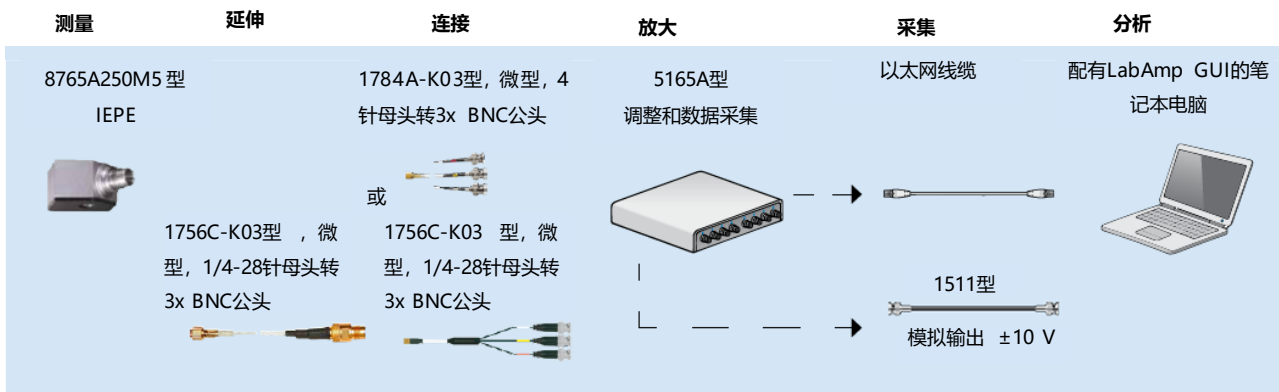 测量
延伸
连接
放大
采集
分析
8765A250M5 型
IEPE
1784A-K03型, 微型, 4
针母头转3x BNC公头
5165A型
调整和数据采集
以太网线缆
配有LabAmp GUI的笔
记本电脑
或
1756C-K03型 , 微
型, 1/4-28针母头转
3x BNC公头
1756C-K03 型, 微
型, 1/4-28针母头转
3x BNC公头
1511型
模拟输出 ±10 V